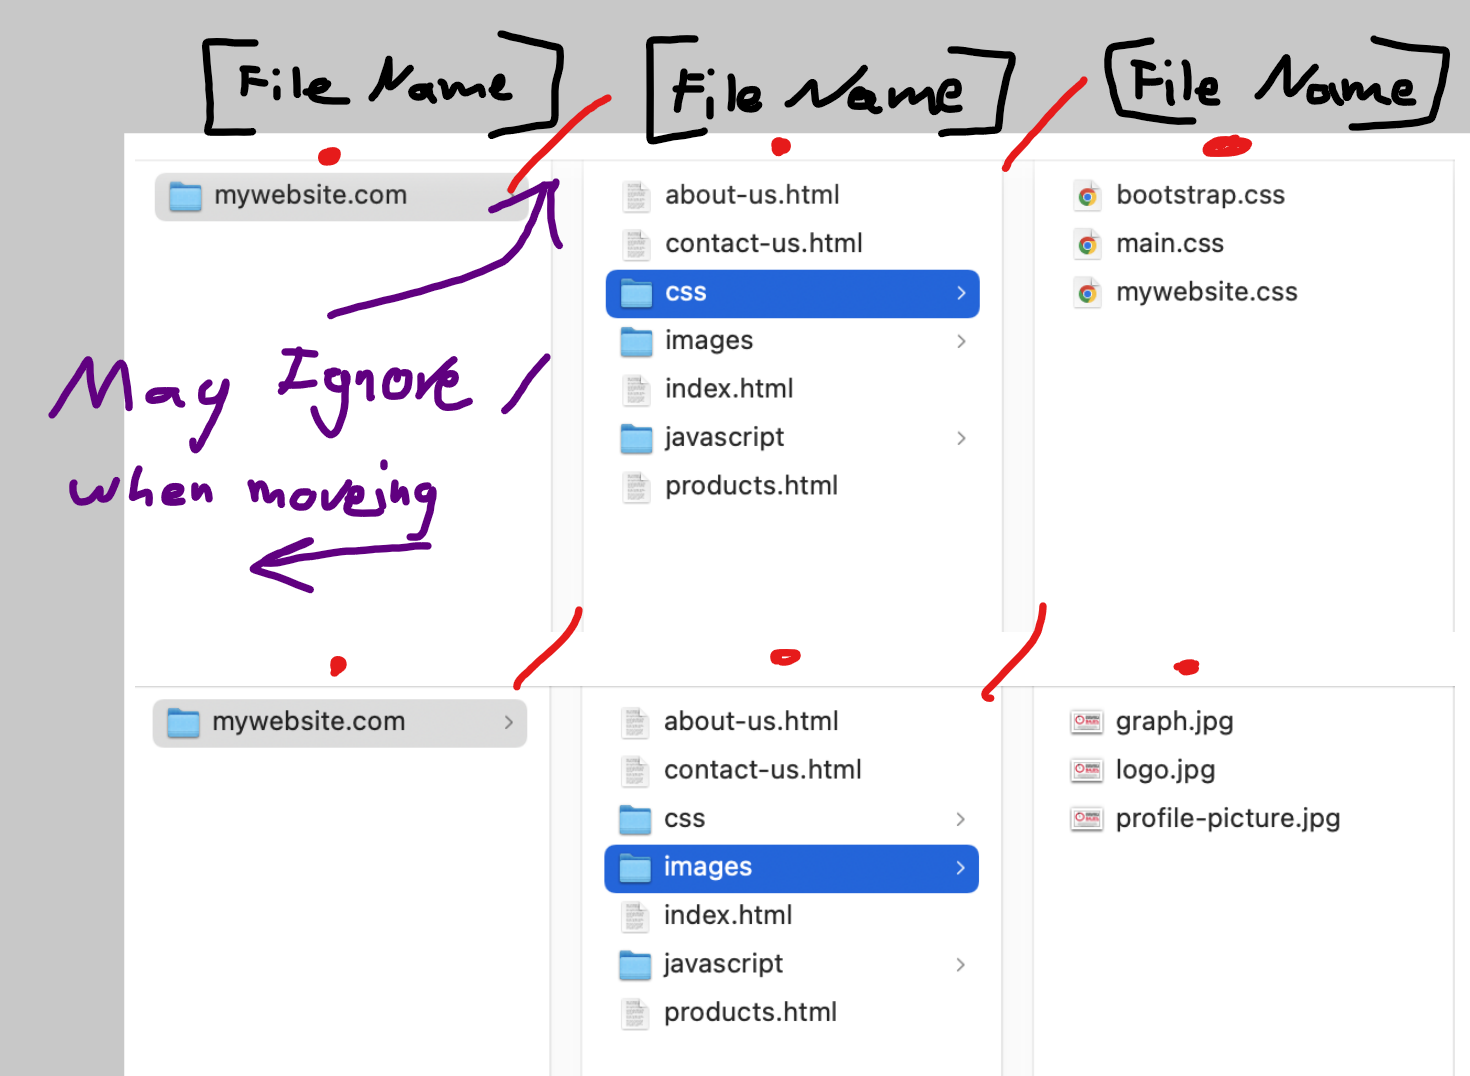 [File Name] / [File Name] / [File Name]
mywebsite.com
about-us.html
contact-us.html
css
images
index.html
javascript
products.html
bootstrap.css
main.css
mywebsite.css
May Ignore /
when moveing
mywebsite.com
about-us.html
contact-us.html
css
images
index.html
javascript
products.html
graph.jpg
logo.jpg
profile-picture.jpg